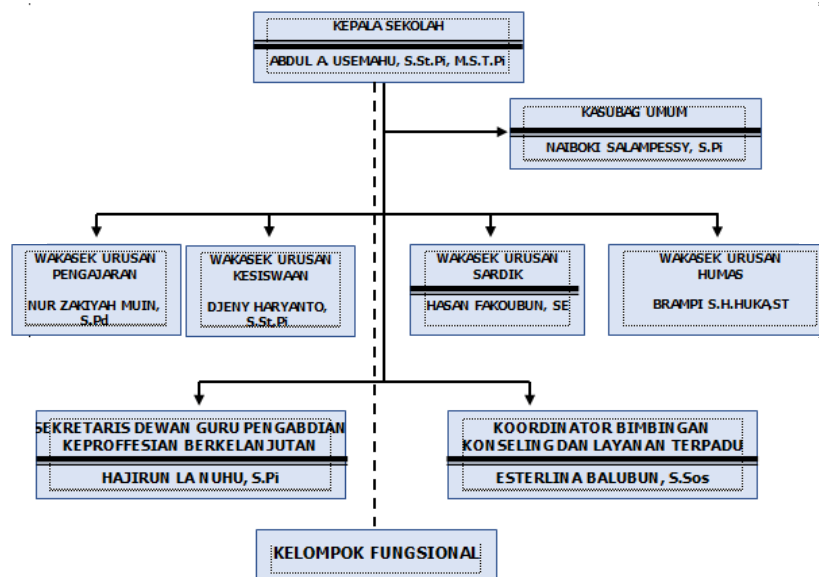 KEPALA SEKOLAH
ABDUL A. USEMAHU, S.St.Pi, M.S.T.Pi
KASUBAG UMUM
NAIBOKI SALAMPESSY, S.Pi
WAKASEK URUSAN
PENGAJARAN
NUR ZAKIYAH MUIN,
S.Pd
WAKASEK URUSAN
KESISWAAN
DJENY HARYANTO,
S.St.Pi
WAKASEK URUSAN
SARDIK
HASAN FAKOUBUN, SE
WAKASEK URUSAN
HUMAS
BRAMPI S.H.HUKA,ST
SEKRETARIS DEWAN GURU PENGABDIAN
KEPROFFESIAN BERKELANJUTAN
HAJIRUN LA NUHU, S.Pi
KOORDINATOR BIMBINGAN
KONSELING DAN LAYANAN TERPADU
ESTERLINA BALUBUN, S.Sos
KELOMPOK FUNGSIONAL